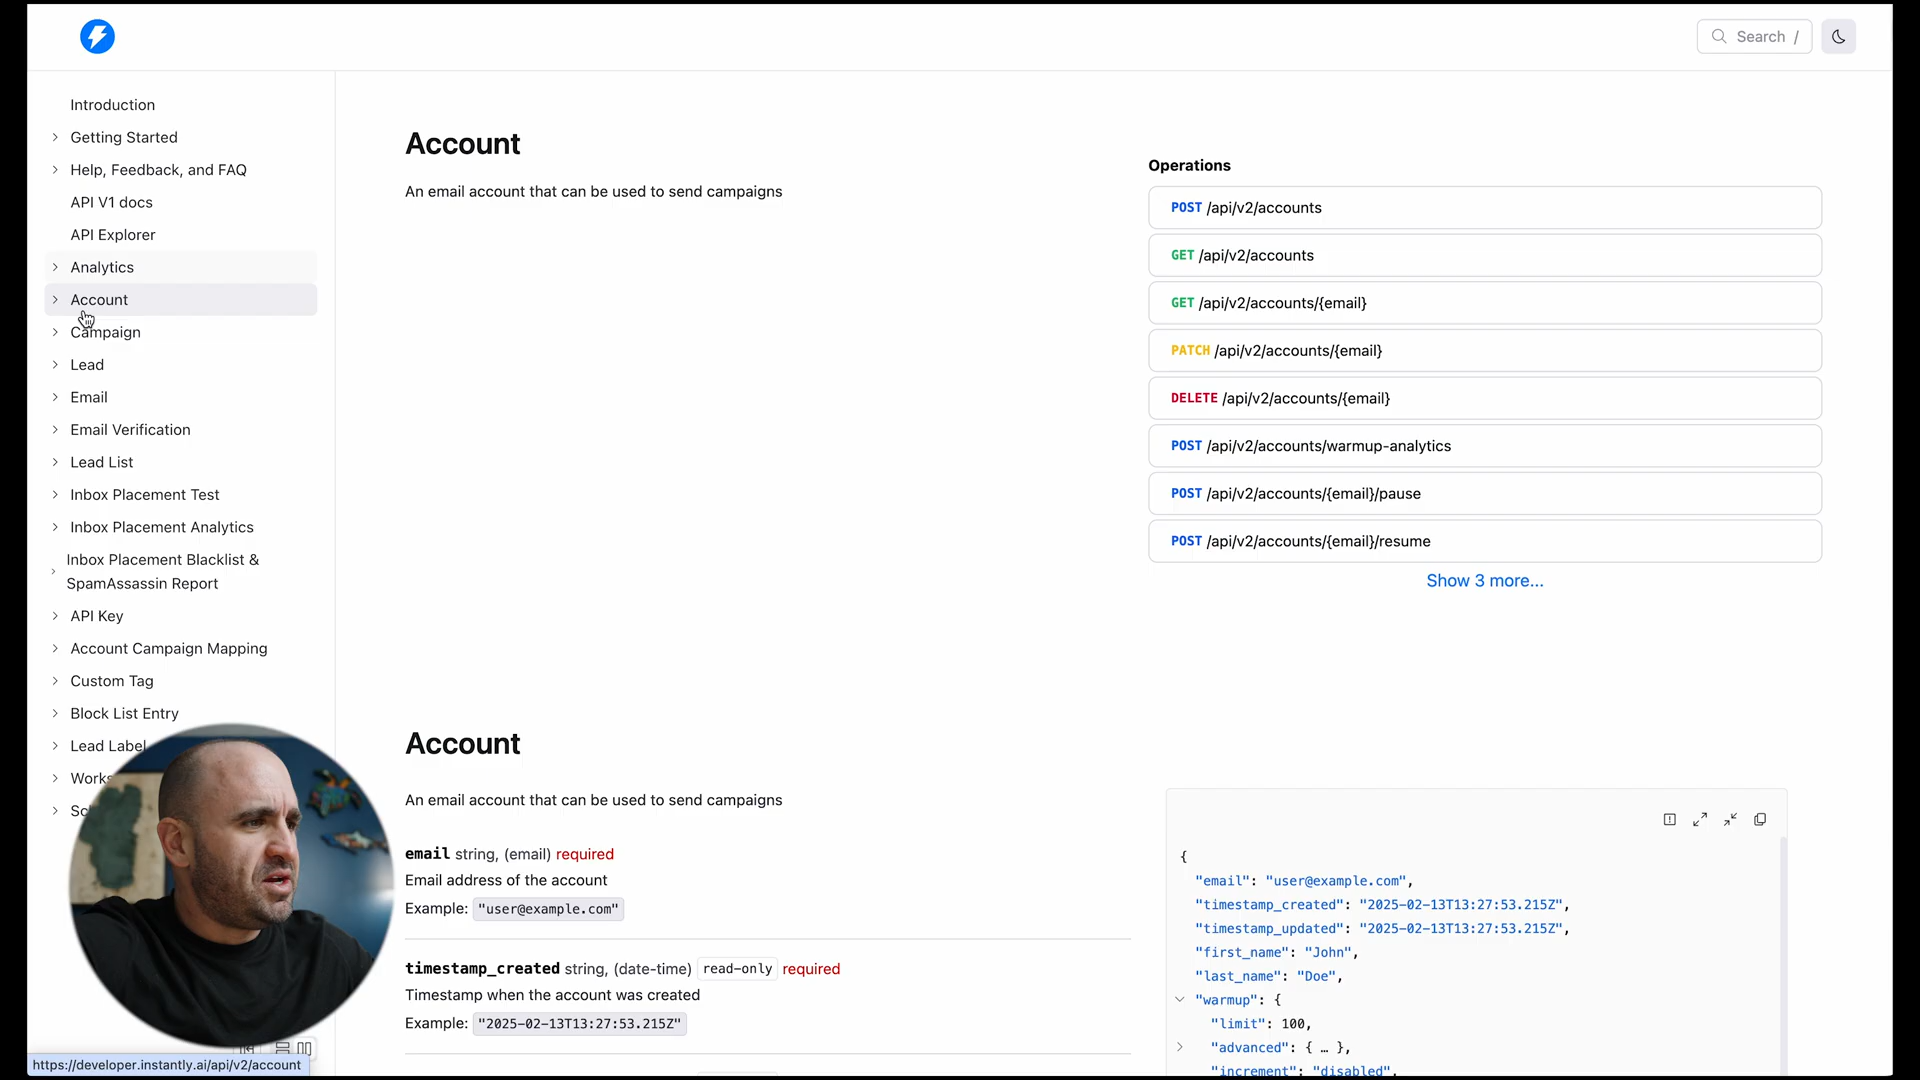 Search /
Introduction
Getting Started
Help, Feedback, and FAQ
API V1 docs
API Explorer
Analytics
Account
Campaign
Lead
Email
Email Verification
Lead List
Inbox Placement Test
Inbox Placement Analytics
Inbox Placement Blacklist &
SpamAssassin Report
API Key
Account Campaign Mapping
Custom Tag
Block List Entry
Lead Label
Account
An email account that can be used to send campaigns
Operations
POST /api/v2/accounts
GET /api/v2/accounts
GET /api/v2/accounts/{email}
PATCH /api/v2/accounts/{email}
DELETE /api/v2/accounts/{email}
POST /api/v2/accounts/warmup-analytics
POST /api/v2/accounts/{email}/pause
POST /api/v2/accounts/{email}/resume
Show 3 more...
Account
An email account that can be used to send campaigns
email string, (email) required
Email address of the account
Example: "user@example.com"
timestamp_created string, (date-time) read-only required
Timestamp when the account was created
Example: "2025-02-13T13:27:53.215Z"
{
"email": "user@example.com",
"timestamp_created": "2025-02-13T13:27:53.215Z",
"timestamp_updated": "2025-02-13T13:27:53.215Z",
"first_name": "John",
"last_name": "Doe",
"warmup": {
"limit": 100,
"advanced": { … },
"increment": "disabled",
https://developer.instantly.ai/api/v2/account